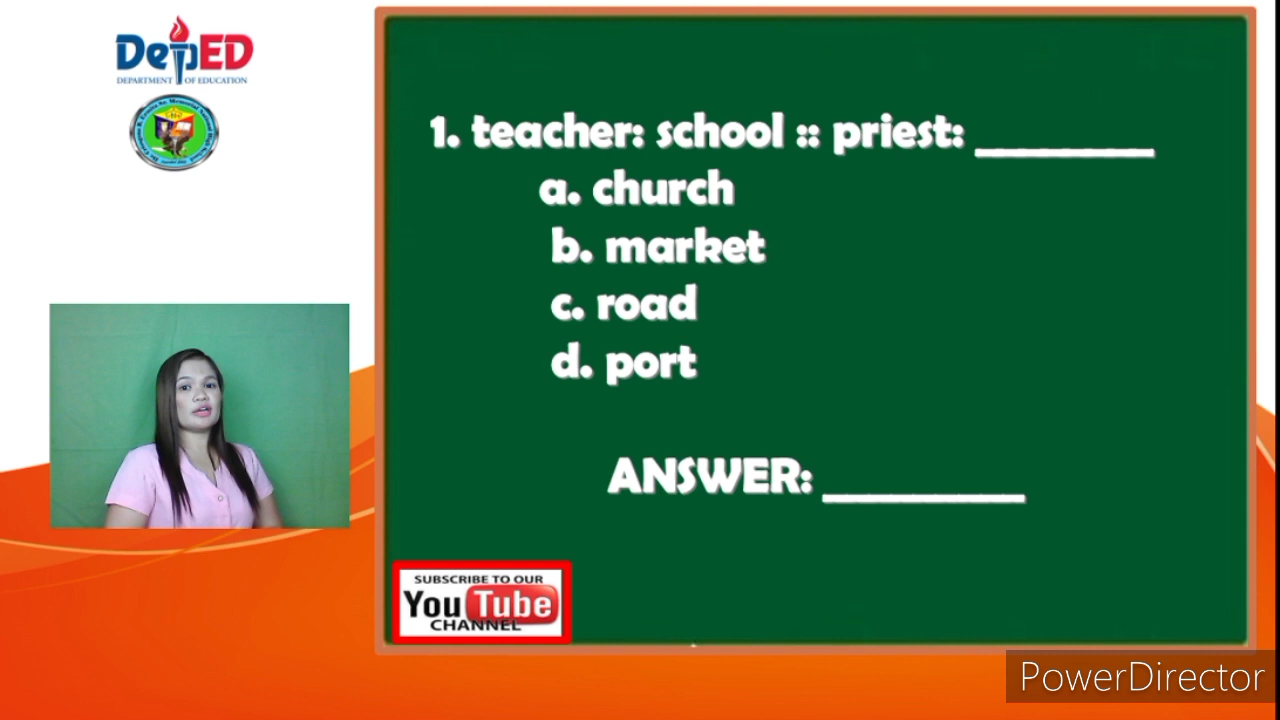 DepED
DEPARTMENT OF EDUCATION
1. teacher: school :: priest: ________
a. church
b. market
c. road
d. port
ANSWER: _________
SUBSCRIBE TO OUR
YouTube
CHANNEL
PowerDirector